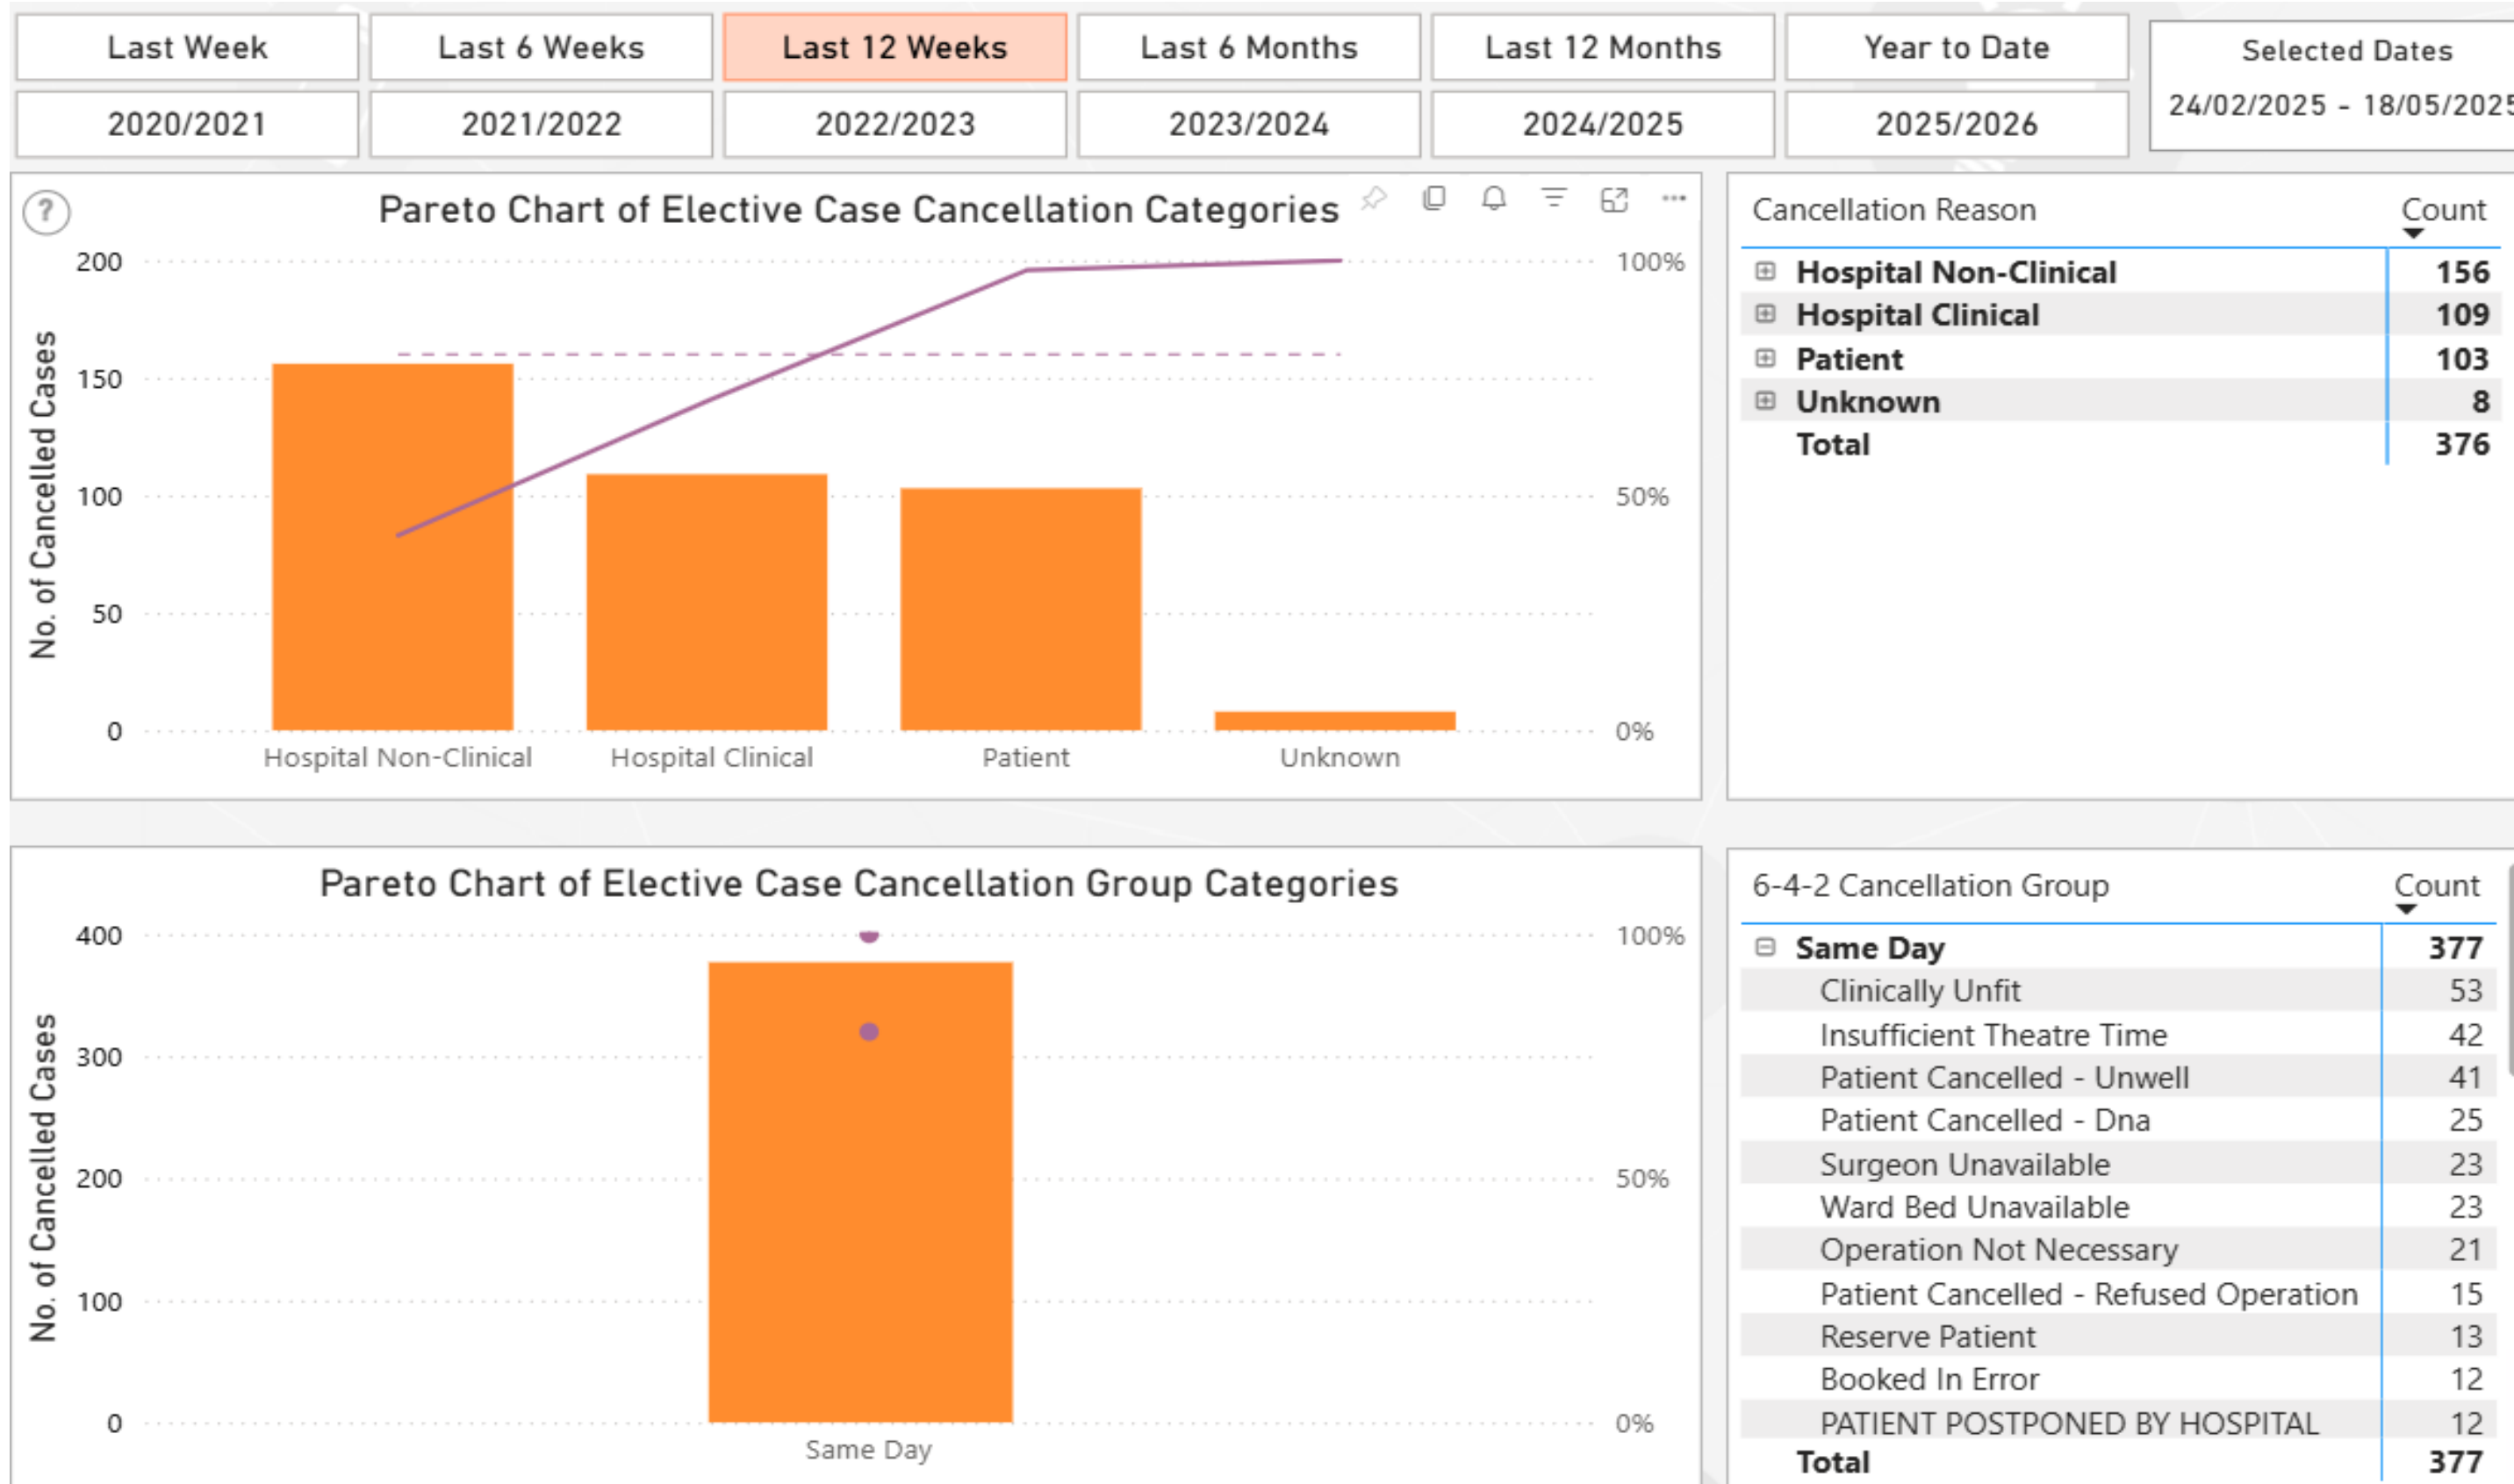 Last Week Last 6 Weeks Last 12 Weeks Last 6 Months Last 12 Months Year to Date
2020/2021 2021/2022 2022/2023 2023/2024 2024/2025 2025/2026
Selected Dates
24/02/2025 - 18/05/2025
?
Pareto Chart of Elective Case Cancellation Categories
No. of Cancelled Cases
200 100%
150
100 50%
50
0 0%
Hospital Non-Clinical Hospital Clinical Patient Unknown
Cancellation Reason Count
Hospital Non-Clinical 156
Hospital Clinical 109
Patient 103
Unknown 8
Total 376
Pareto Chart of Elective Case Cancellation Group Categories
No. of Cancelled Cases
400 100%
300
200 50%
100
0 0%
Same Day
6-4-2 Cancellation Group Count
Same Day 377
Clinically Unfit 53
Insufficient Theatre Time 42
Patient Cancelled - Unwell 41
Patient Cancelled - Dna 25
Surgeon Unavailable 23
Ward Bed Unavailable 23
Operation Not Necessary 21
Patient Cancelled - Refused Operation 15
Reserve Patient 13
Booked In Error 12
PATIENT POSTPONED BY HOSPITAL 12
Total 377